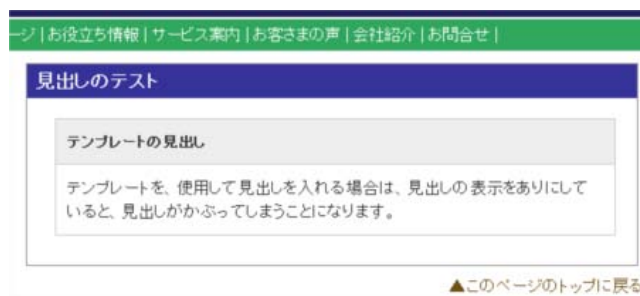 ージ | お役立ち情報 | サービス案内 | お客さまの声 | 会社紹介 | お問合せ |
見出しのテスト
テンプレートの見出し
テンプレートを、使用して見出しを入れる場合は、見出しの表示をありにして
いると、見出しがかぶってしまうことになります。
▲このページのトップに戻る